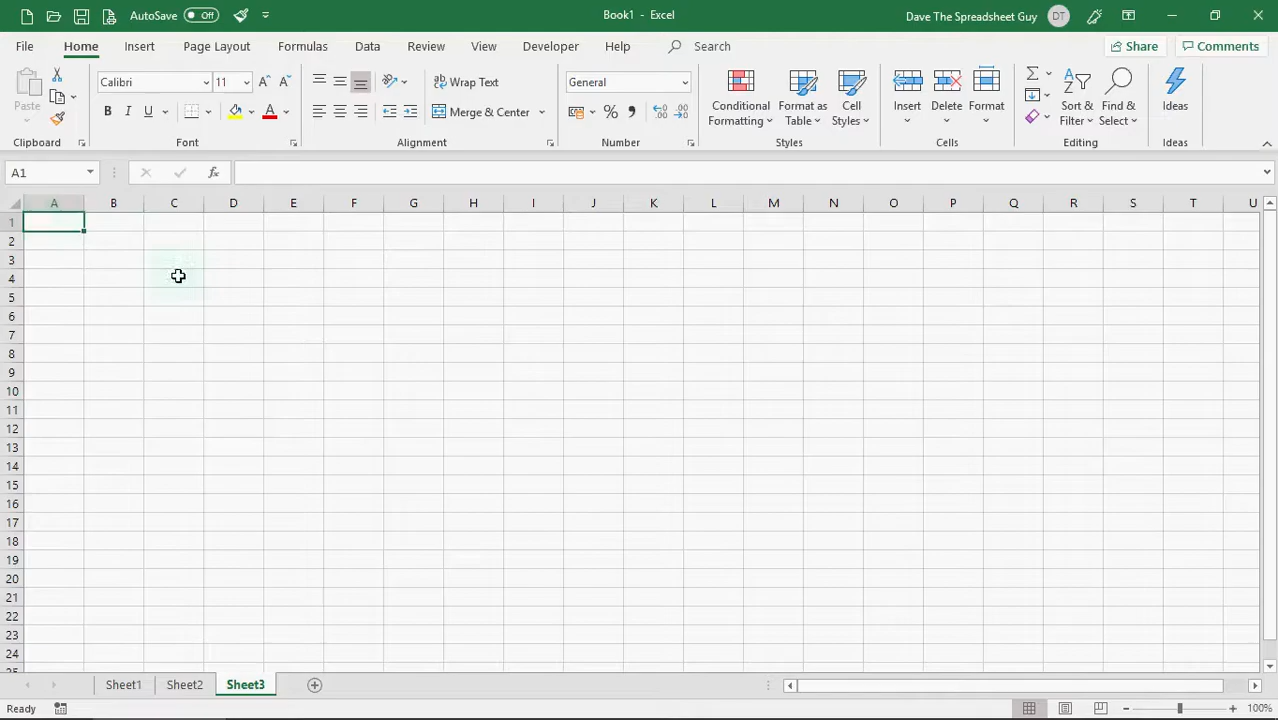 AutoSave Off Book1 - Excel Dave The Spreadsheet Guy DT
File Home Insert Page Layout Formulas Data Review View Developer Help Search Share Comments
Paste Calibri 11 Wrap Text General Conditional Formatting Format as Table Cell Styles Insert Delete Format Sort & Filter Find & Select Ideas
B I U A Merge & Center % ,
Clipboard Font Alignment Number Styles Cells Editing Ideas
A1 fx
A B C D E F G H I J K L M N O P Q R S T U
1
2
3
4
5
6
7
8
9
10
11
12
13
14
15
16
17
18
19
20
21
22
23
24
25
Sheet1 Sheet2 Sheet3
Ready 100%